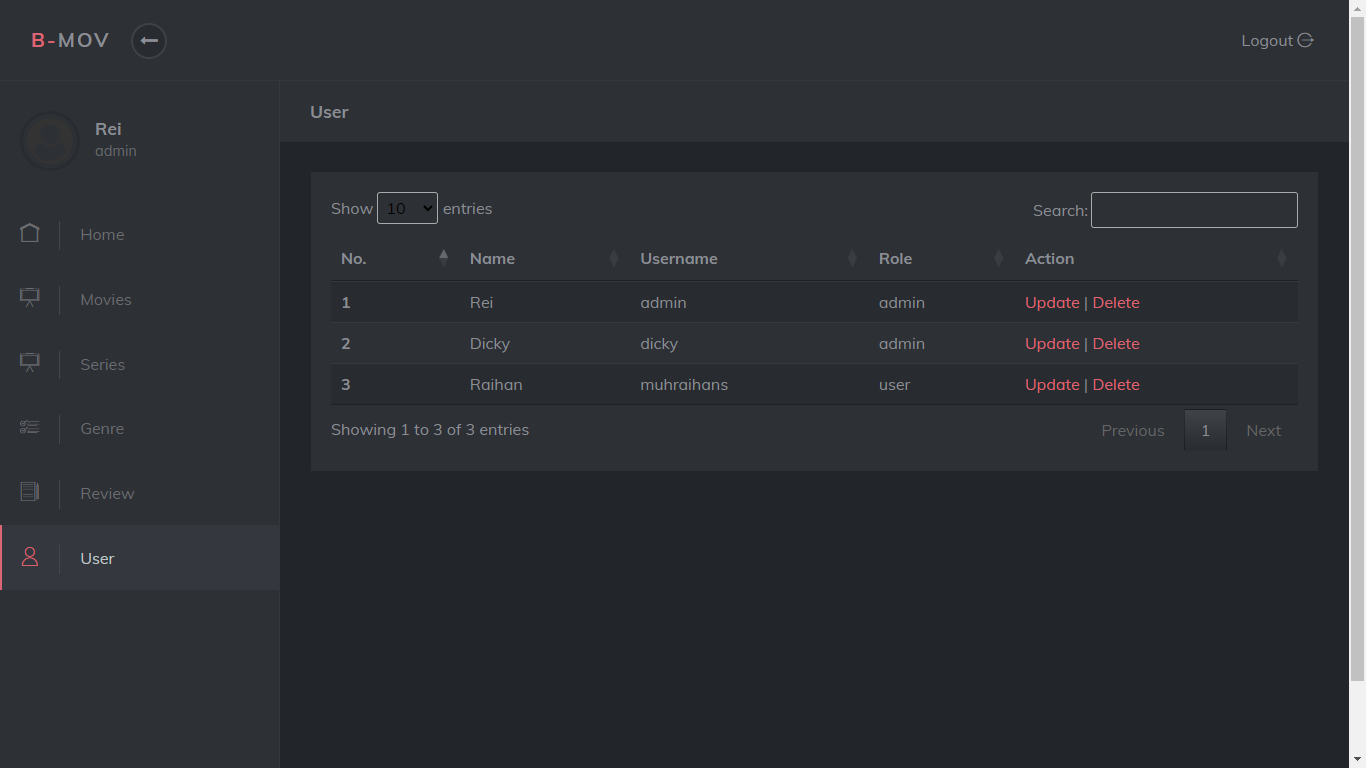 B-MOV
Logout
Rei
admin
Home
Movies
Series
Genre
Review
User
User
Show 10 entries
Search:
No. Name Username Role Action
1 Rei admin admin Update | Delete
2 Dicky dicky admin Update | Delete
3 Raihan muhraihans user Update | Delete
Showing 1 to 3 of 3 entries
Previous 1 Next